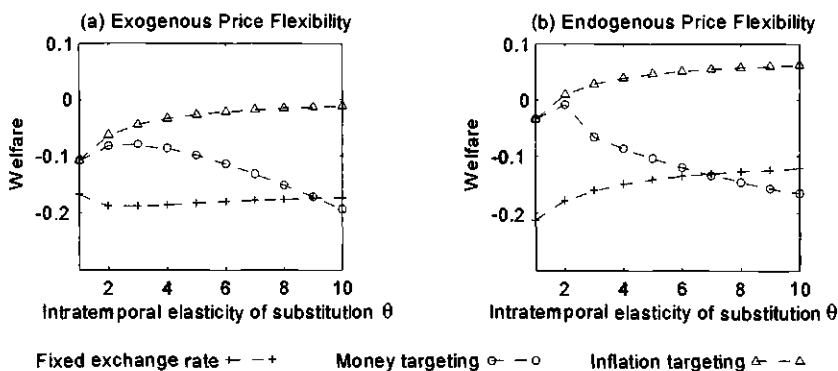 (a) Exogenous Price Flexibility
0.1
0
-0.1
-0.2
Welfare
2 4 6 8 10
Intratemporal elasticity of substitution θ
(b) Endogenous Price Flexibility
0.1
0
-0.1
-0.2
Welfare
2 4 6 8 10
Intratemporal elasticity of substitution θ
Fixed exchange rate Money targeting Inflation targeting